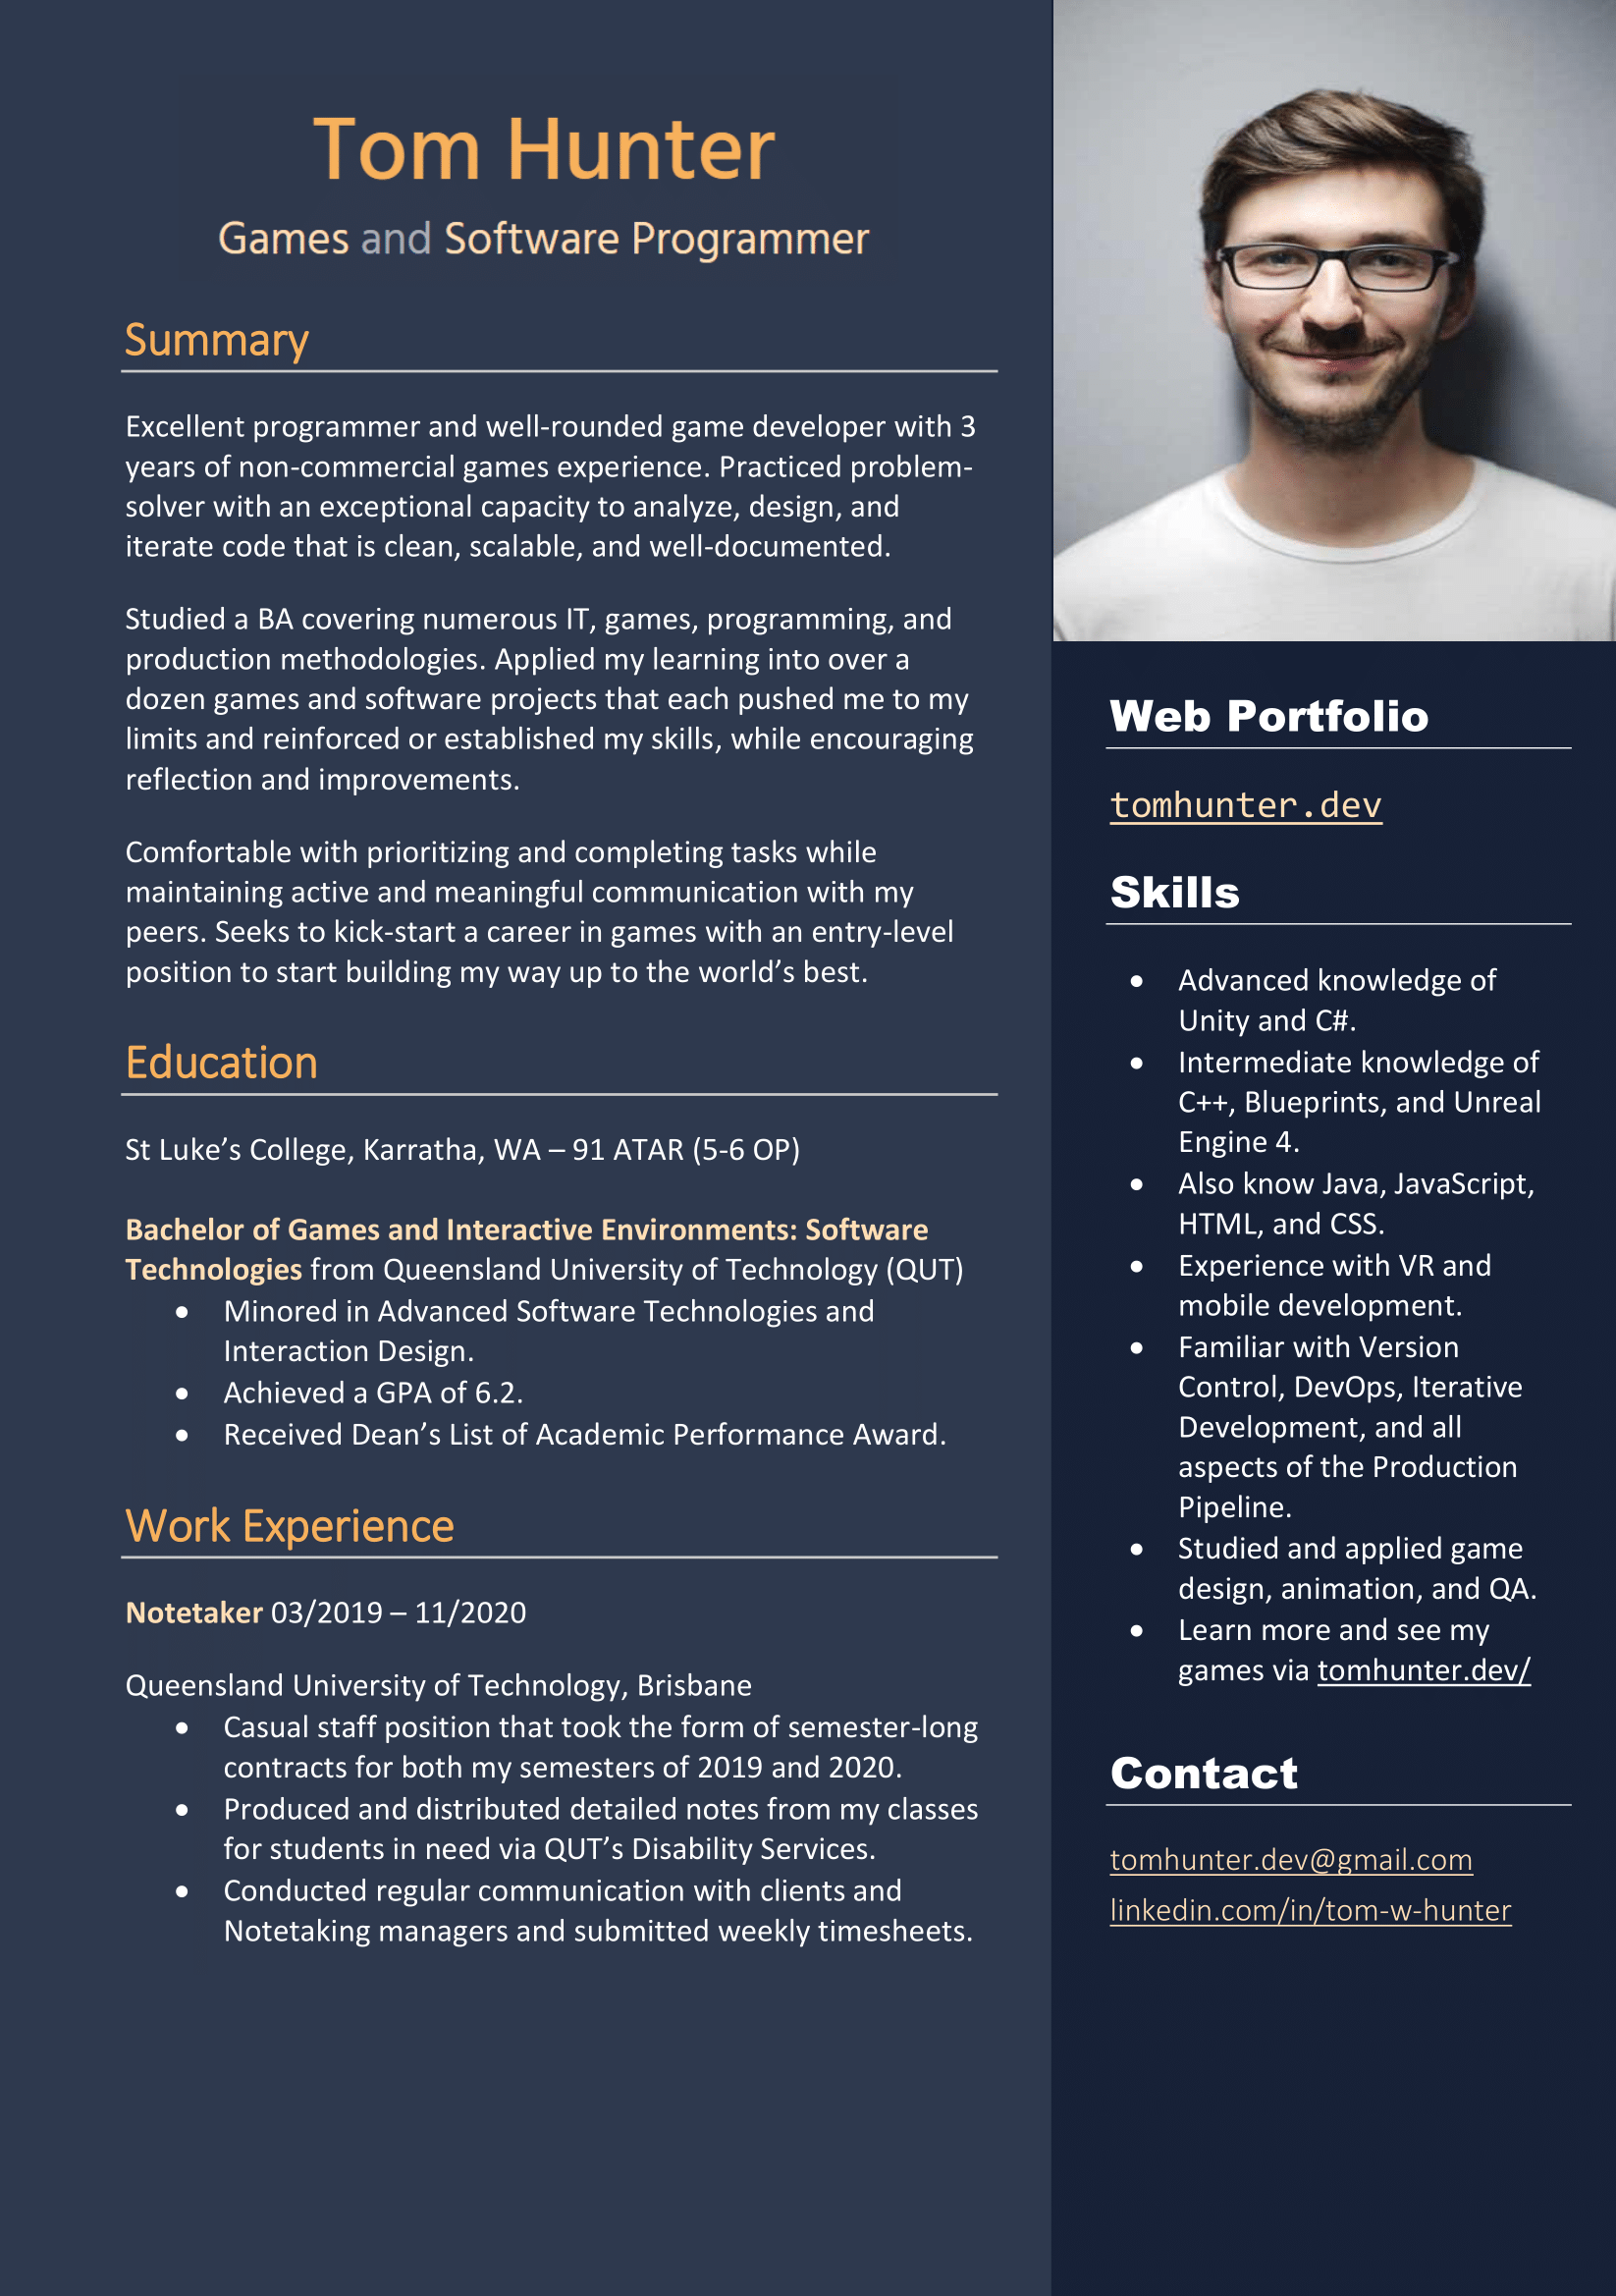 Tom Hunter
Games and Software Programmer
Summary
Excellent programmer and well-rounded game developer with 3
years of non-commercial games experience. Practiced problem-
solver with an exceptional capacity to analyze, design, and
iterate code that is clean, scalable, and well-documented.
Studied a BA covering numerous IT, games, programming, and
production methodologies. Applied my learning into over a
dozen games and software projects that each pushed me to my
limits and reinforced or established my skills, while encouraging
reflection and improvements.
Comfortable with prioritizing and completing tasks while
maintaining active and meaningful communication with my
peers. Seeks to kick-start a career in games with an entry-level
position to start building my way up to the world’s best.
Education
St Luke’s College, Karratha, WA – 91 ATAR (5-6 OP)
Bachelor of Games and Interactive Environments: Software
Technologies from Queensland University of Technology (QUT)
• Minored in Advanced Software Technologies and
Interaction Design.
• Achieved a GPA of 6.2.
• Received Dean’s List of Academic Performance Award.
Work Experience
Notetaker 03/2019 – 11/2020
Queensland University of Technology, Brisbane
• Casual staff position that took the form of semester-long
contracts for both my semesters of 2019 and 2020.
• Produced and distributed detailed notes from my classes
for students in need via QUT’s Disability Services.
• Conducted regular communication with clients and
Notetaking managers and submitted weekly timesheets.
Web Portfolio
tomhunter.dev
Skills
• Advanced knowledge of
Unity and C#.
• Intermediate knowledge of
C++, Blueprints, and Unreal
Engine 4.
• Also know Java, JavaScript,
HTML, and CSS.
• Experience with VR and
mobile development.
• Familiar with Version
Control, DevOps, Iterative
Development, and all
aspects of the Production
Pipeline.
• Studied and applied game
design, animation, and QA.
• Learn more and see my
games via tomhunter.dev/
Contact
tomhunter.dev@gmail.com
linkedin.com/in/tom-w-hunter